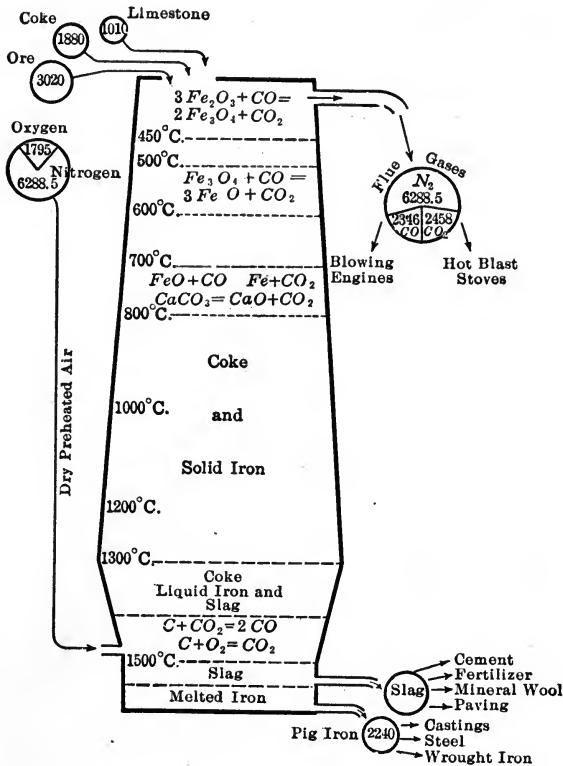 Coke
1880
Limestone
1010
Ore
3020
3 Fe₂O₃ + CO =
2 Fe₃O₄ + CO₂
450°C.
Oxygen
1795
Nitrogen
6288.5
500°C.
Fe₃O₄ + CO =
3 Fe O + CO₂
600°C.
Flue Gases
N₂
6288.5
2346
CO
2458
CO₂
Blowing
Engines
Hot Blast
Stoves
700°C.
FeO + CO Fe + CO₂
CaCO₃ = CaO + CO₂
800°C.
Coke
1000°C.
and
Solid Iron
Dry Preheated Air
1200°C.
1300°C.
Coke
Liquid Iron and
Slag
C + CO₂ = 2 CO
C + O₂ = CO₂
1500°C.
Slag
Melted Iron
Slag
Cement
Fertilizer
Mineral Wool
Paving
Pig Iron
2240
Castings
Steel
Wrought Iron